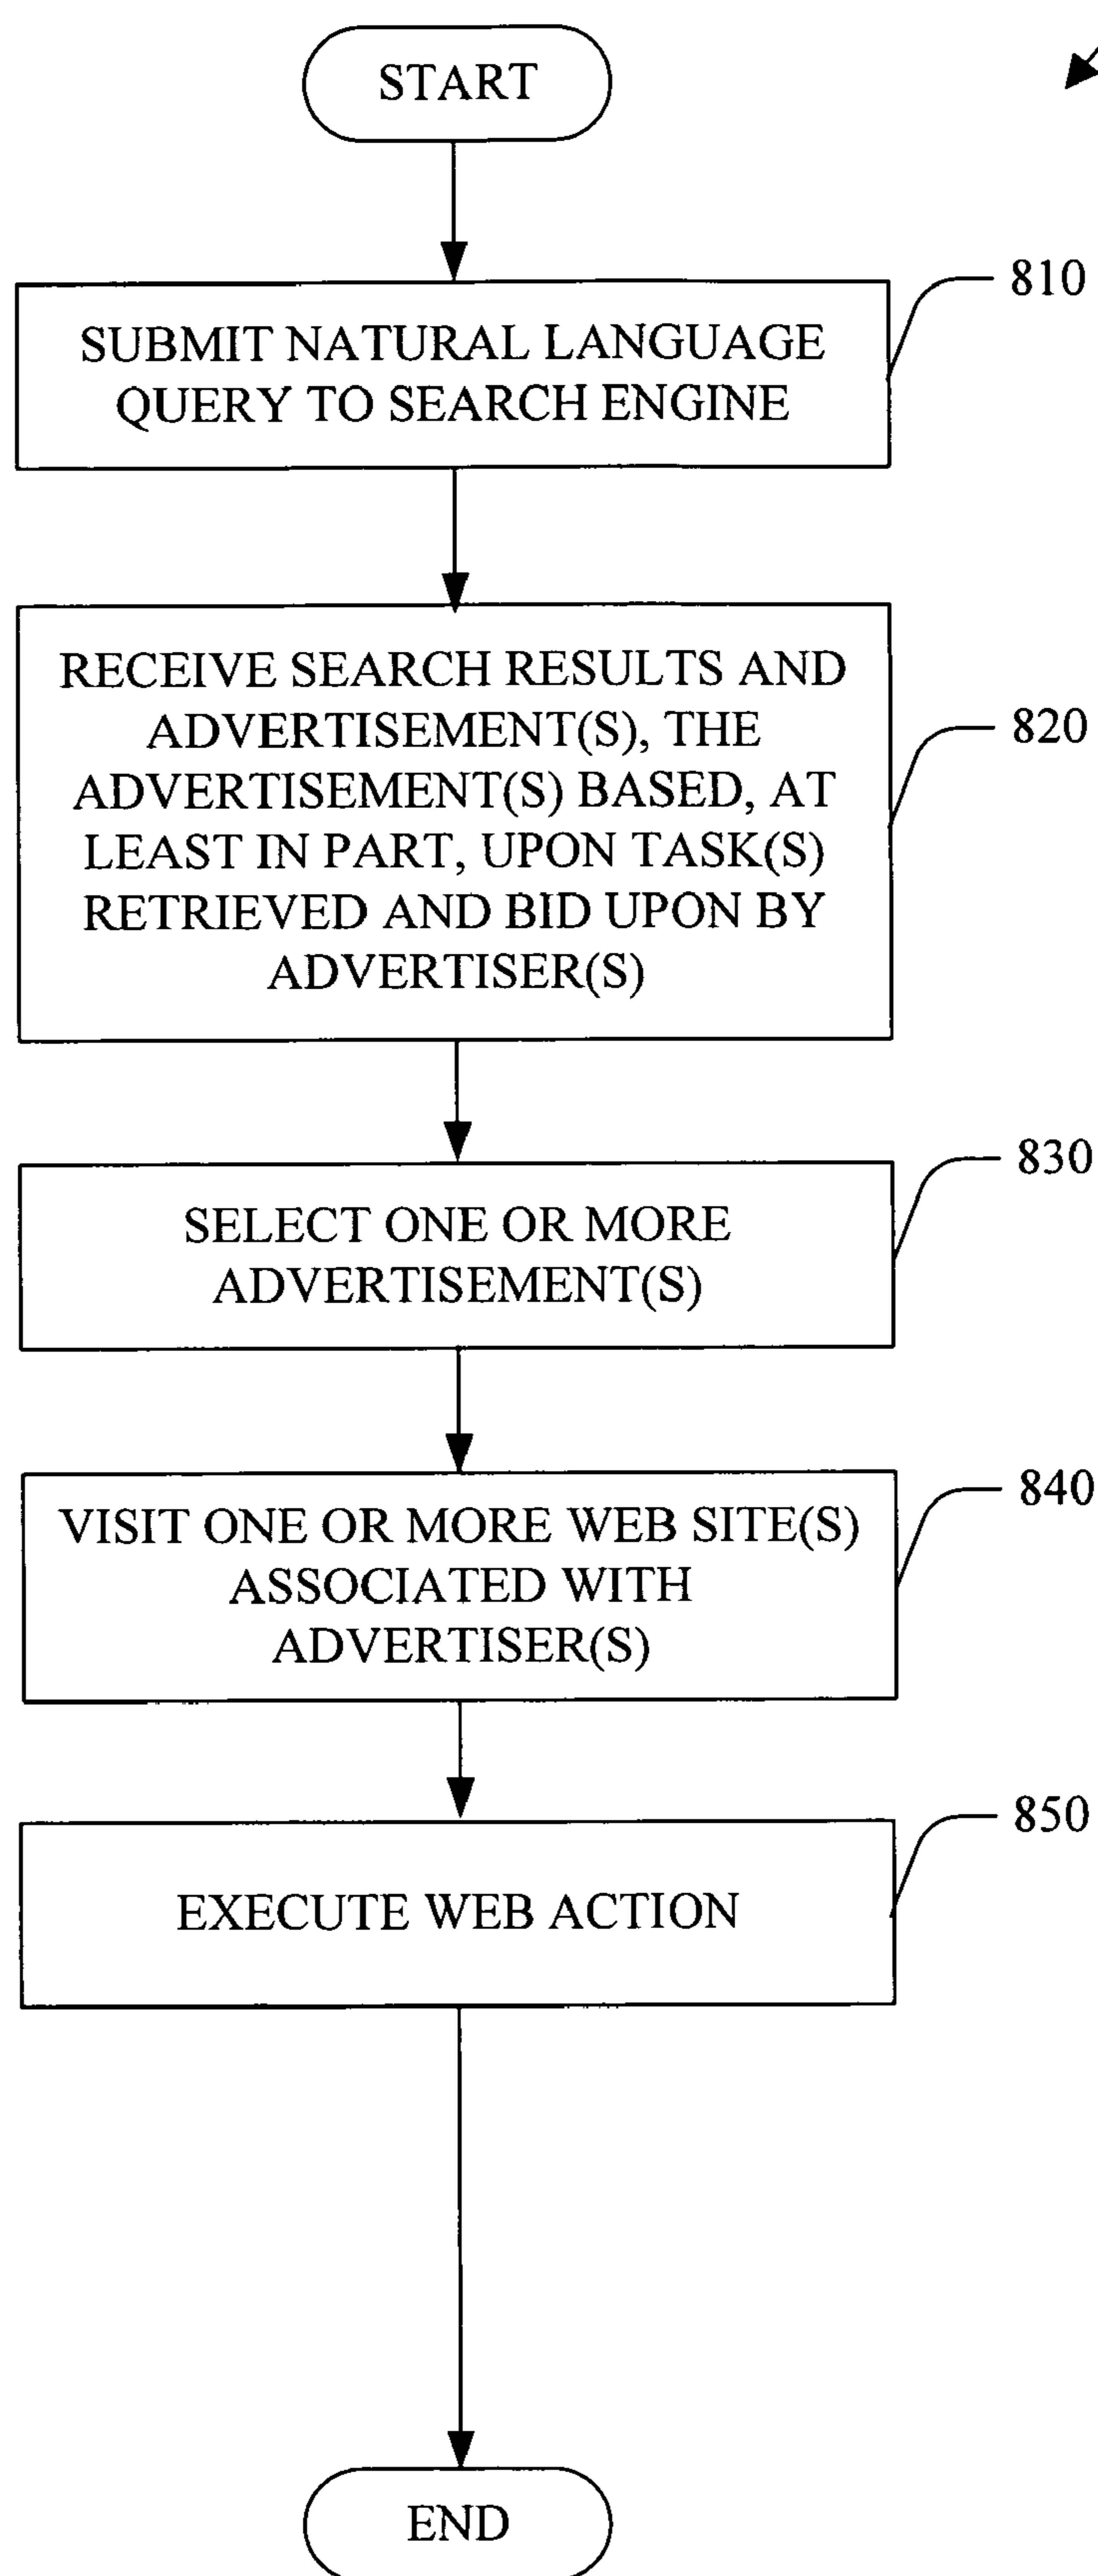 START
810
SUBMIT NATURAL LANGUAGE
QUERY TO SEARCH ENGINE
820
RECEIVE SEARCH RESULTS AND
ADVERTISEMENT(S), THE
ADVERTISEMENT(S) BASED, AT
LEAST IN PART, UPON TASK(S)
RETRIEVED AND BID UPON BY
ADVERTISER(S)
830
SELECT ONE OR MORE
ADVERTISEMENT(S)
840
VISIT ONE OR MORE WEB SITE(S)
ASSOCIATED WITH
ADVERTISER(S)
850
EXECUTE WEB ACTION
END